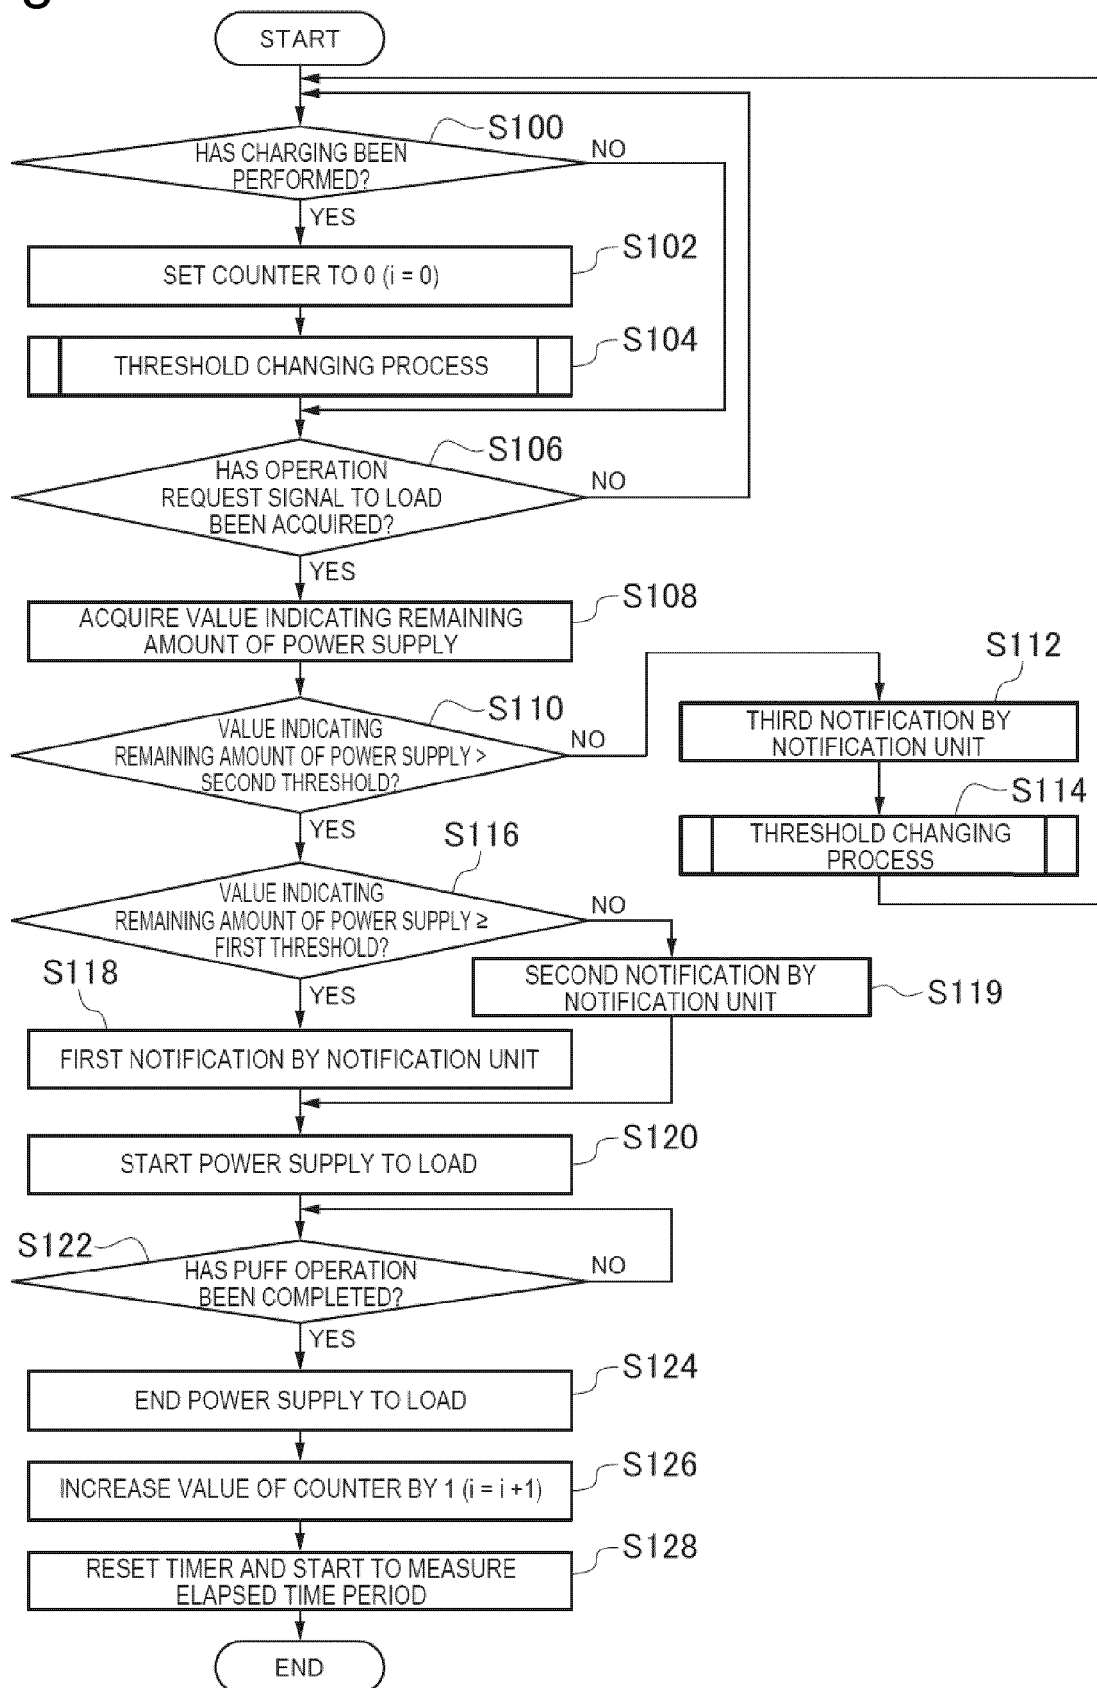 START
S100
HAS CHARGING BEEN
PERFORMED?
NO
YES
S102
SET COUNTER TO 0 (i = 0)
S104
THRESHOLD CHANGING PROCESS
S106
HAS OPERATION
REQUEST SIGNAL TO LOAD
BEEN ACQUIRED?
NO
YES
S108
ACQUIRE VALUE INDICATING REMAINING
AMOUNT OF POWER SUPPLY
S110
VALUE INDICATING
REMAINING AMOUNT OF POWER SUPPLY >
SECOND THRESHOLD?
NO
YES
S112
THIRD NOTIFICATION BY
NOTIFICATION UNIT
S114
THRESHOLD CHANGING
PROCESS
S116
VALUE INDICATING
REMAINING AMOUNT OF POWER SUPPLY ≥
FIRST THRESHOLD?
NO
YES
S119
SECOND NOTIFICATION BY
NOTIFICATION UNIT
S118
FIRST NOTIFICATION BY NOTIFICATION UNIT
S120
START POWER SUPPLY TO LOAD
S122
HAS PUFF OPERATION
BEEN COMPLETED?
NO
YES
S124
END POWER SUPPLY TO LOAD
S126
INCREASE VALUE OF COUNTER BY 1 (i = i +1)
S128
RESET TIMER AND START TO MEASURE
ELAPSED TIME PERIOD
END